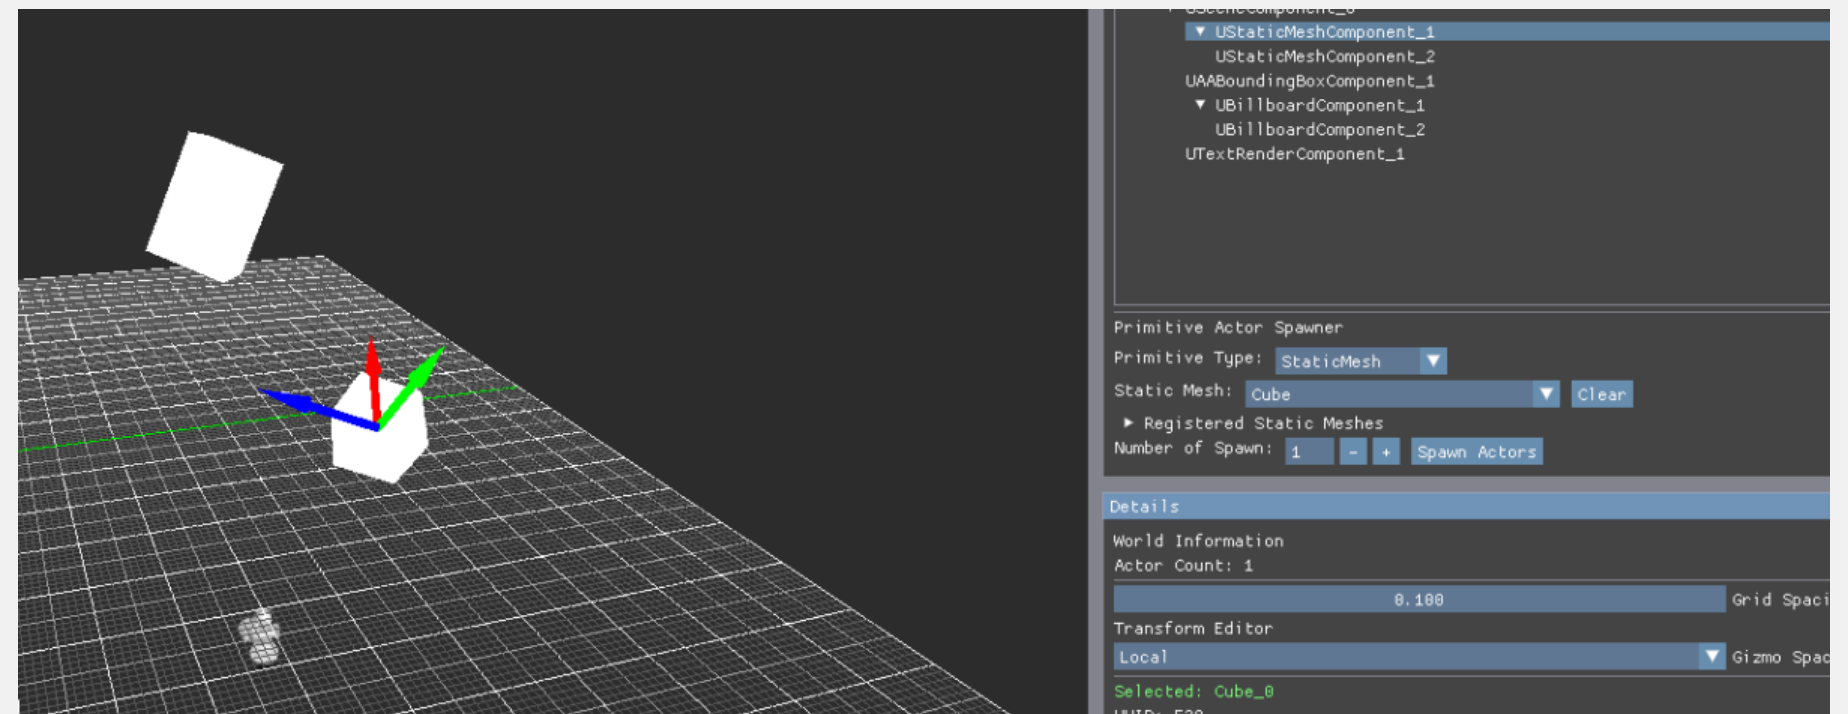 USceneComponent_0
UStaticMeshComponent_1
UStaticMeshComponent_2
UAABoundingBoxComponent_1
UBillboardComponent_1
UBillboardComponent_2
UTextRenderComponent_1
Primitive Actor Spawner
Primitive Type: StaticMesh
Static Mesh: Cube Clear
Registered Static Meshes
Number of Spawn: 1 - + Spawn Actors
Details
World Information
Actor Count: 1
0.100 Grid Spaci
Transform Editor
Local Gizmo Spac
Selected: Cube_0